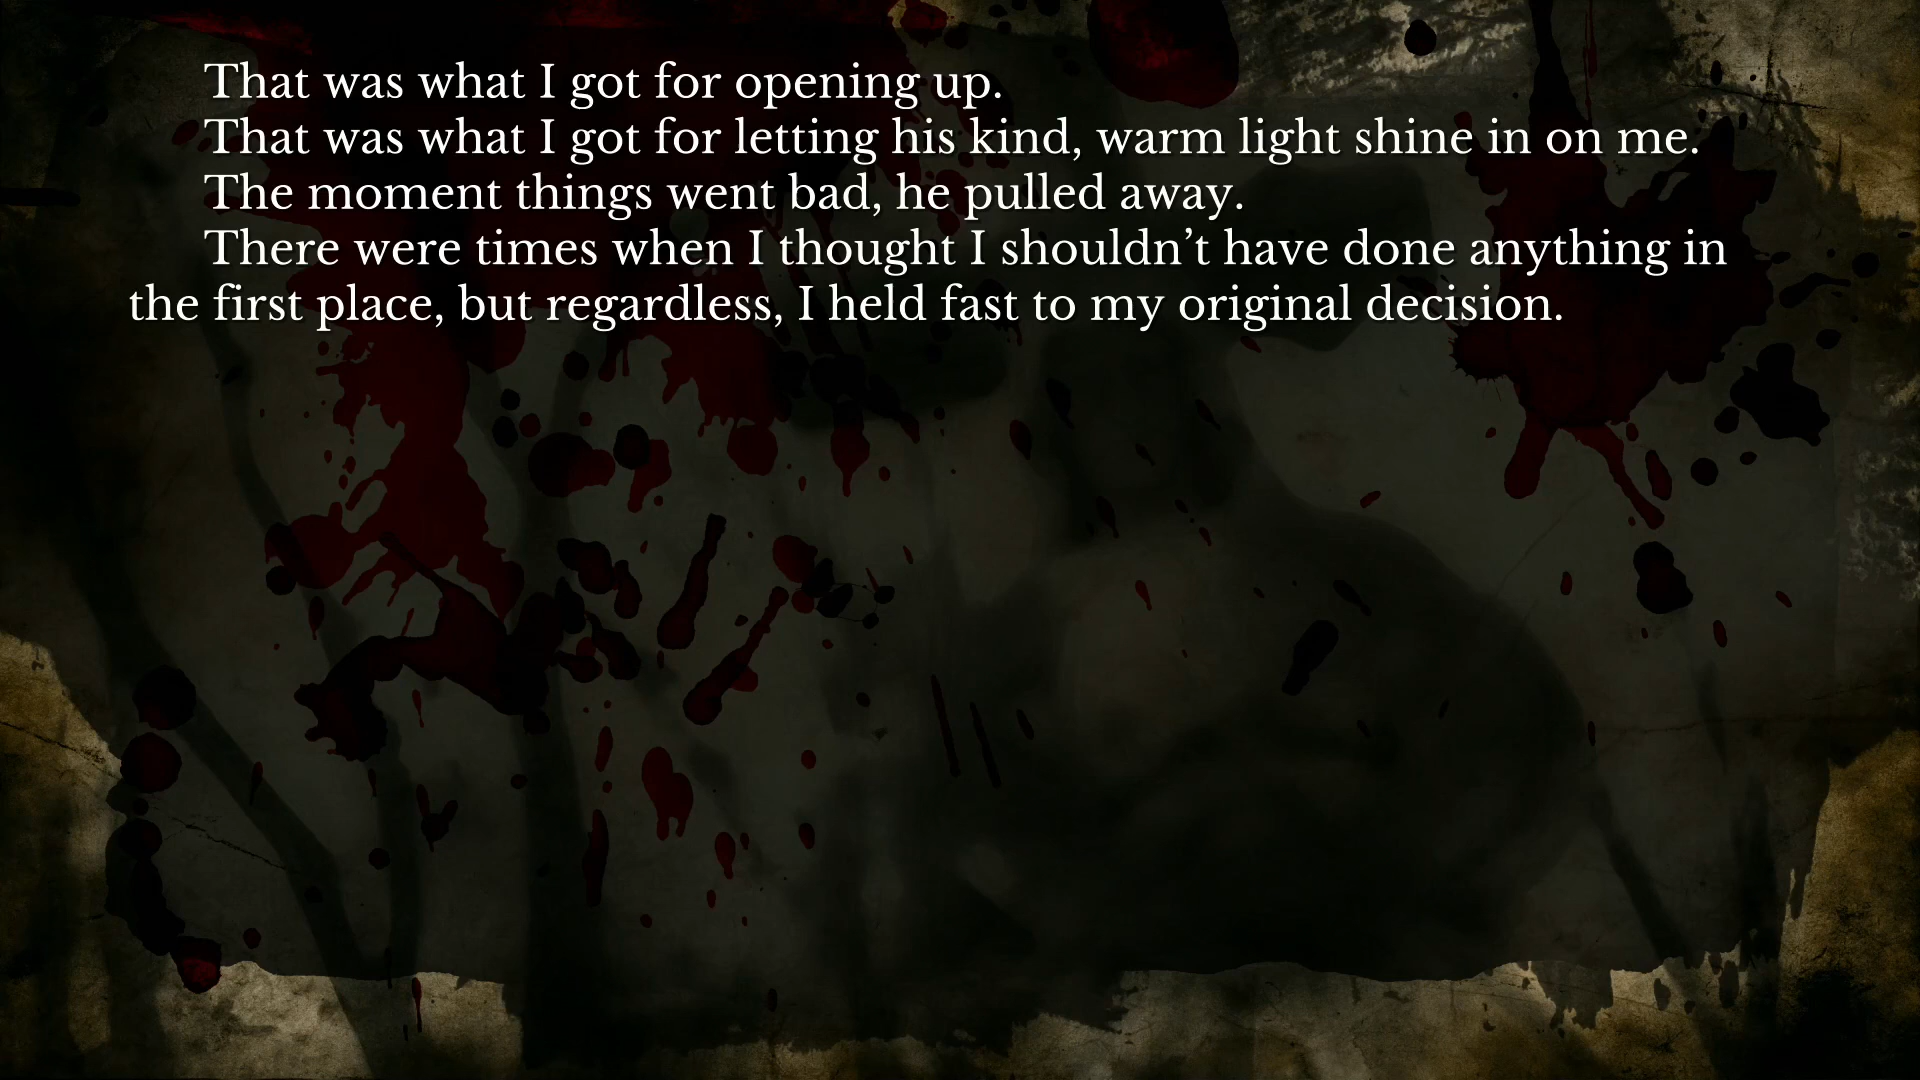 That was what I got for opening up.
That was what I got for letting his kind, warm light shine in on me.
The moment things went bad, he pulled away.
There were times when I thought I shouldn’t have done anything in
the first place, but regardless, I held fast to my original decision.